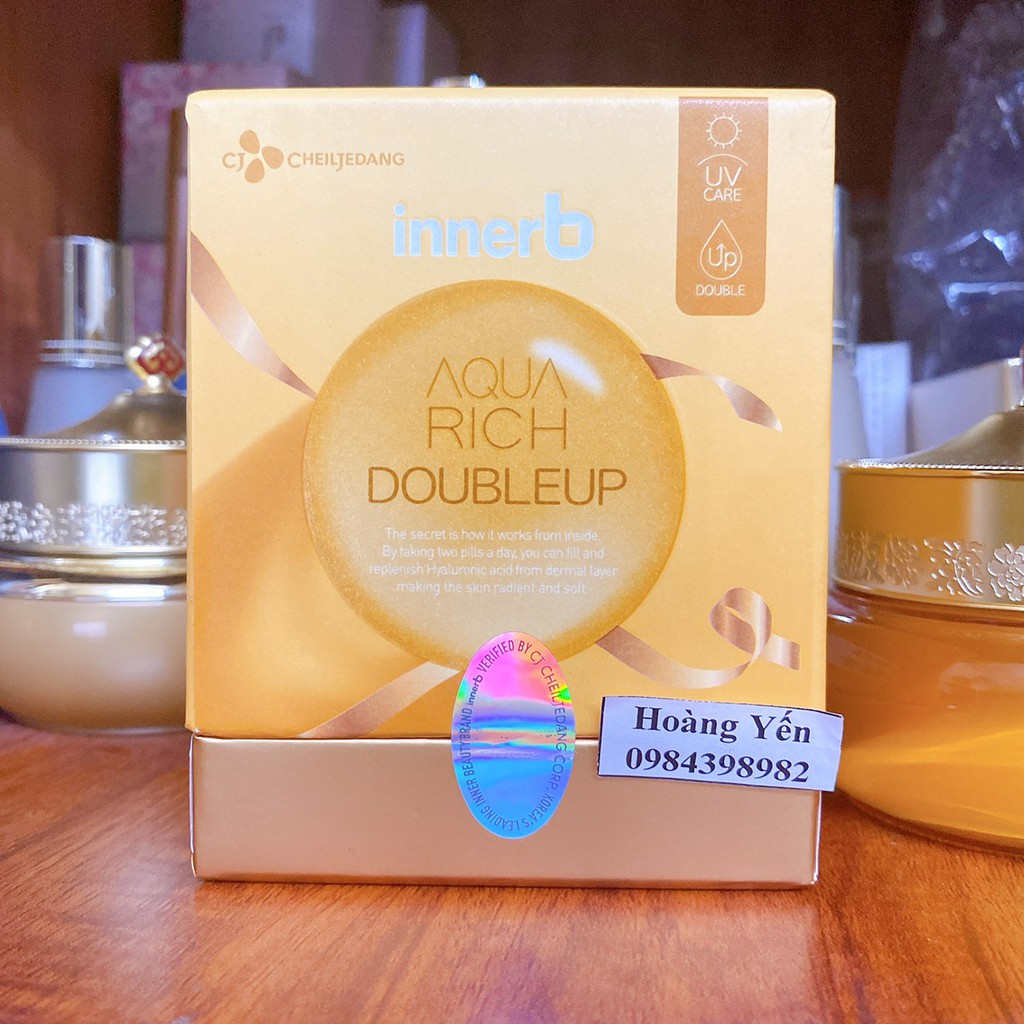 CJ CHEILJEDANG
innerb
UV
CARE
Up
DOUBLE
AQUA
RICH
DOUBLEUP
The secret is how it works from inside.
By taking two pills a day, you can fill and
replenish Hyaluronic acid from dermal layer
making the skin radient and soft.
VERIFIED BY CJ CHEILJEDANG CORP. KOREA'S LEADING INNER BEAUTY BRAND innerb
Hoàng Yến
0984398982